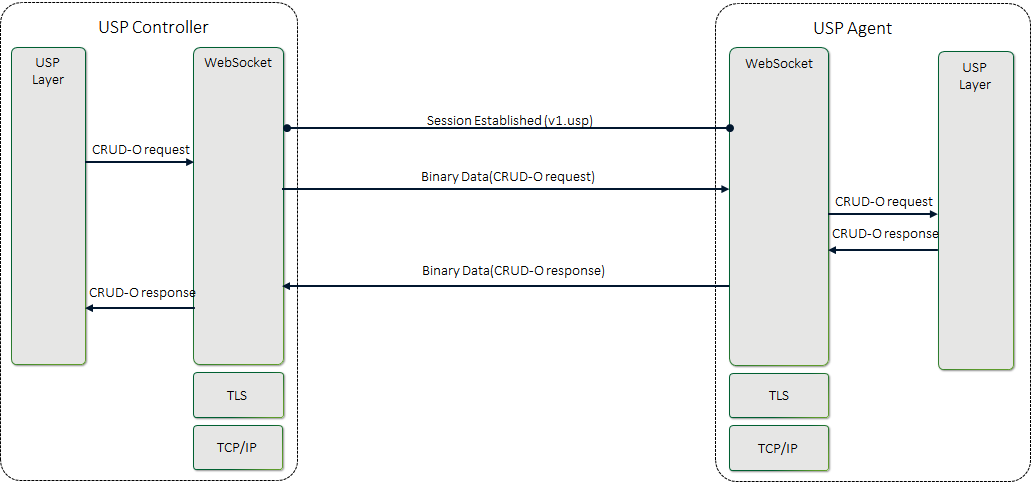 USP Controller
USP Agent
USP
Layer
WebSocket
WebSocket
USP
Layer
Session Established (v1.usp)
CRUD-O request
Binary Data(CRUD-O request)
CRUD-O request
CRUD-O response
Binary Data(CRUD-O response)
CRUD-O response
TLS
TLS
TCP/IP
TCP/IP